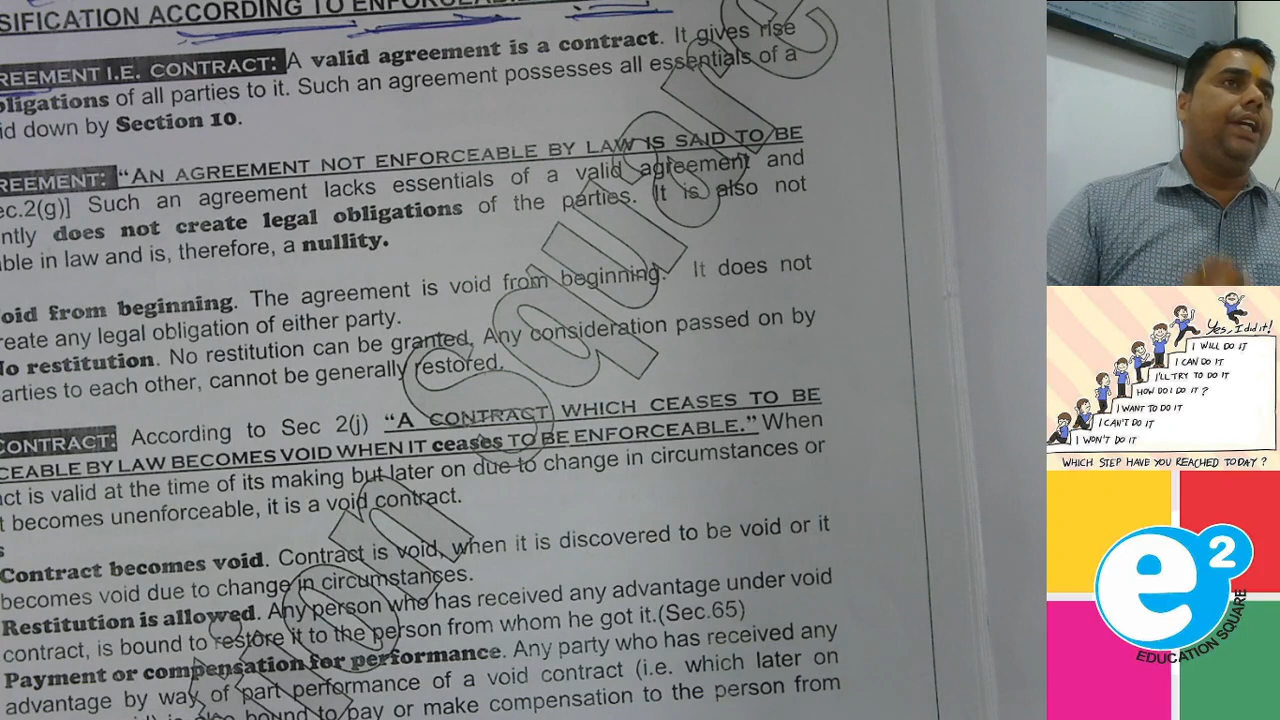 SIFICATION ACCORDING TO
REEMENT I.E. CONTRACT: A valid agreement is a contract. It gives rise
bligations of all parties to it. Such an agreement possesses all essentials of a
id down by Section 10.
REEMENT: "AN AGREEMENT NOT ENFORCEABLE BY LAW IS SAID TO BE
ec.2(g)] Such an agreement lacks essentials of a valid agreement and
ntly does not create legal obligations of the parties. It is also not
ble in law and is, therefore, a nullity.
oid from beginning. The agreement is void from beginning. It does not
reate any legal obligation of either party.
No restitution. No restitution can be granted. Any consideration passed on by
arties to each other, cannot be generally restored.
CONTRACT: According to Sec 2(j) "A CONTRACT WHICH CEASES TO BE
CEABLE BY LAW BECOMES VOID WHEN IT ceases TO BE ENFORCEABLE." When
ct is valid at the time of its making but later on due to change in circumstances or
t becomes unenforceable, it is a void contract.
s
Contract becomes void. Contract is void, when it is discovered to be void or it
becomes void due to change in circumstances.
Restitution is allowed. Any person who has received any advantage under void
contract, is bound to restore it to the person from whom he got it.(Sec.65)
Payment or compensation for performance. Any party who has received any
advantage by way of part performance of a void contract (i.e. which later on
bound to pay or make compensation to the person from
Yes, I did it!
I WILL DO IT
I CAN DO IT
I'LL TRY TO DO IT
HOW DO I DO IT ?
I WANT TO DO IT
I CAN'T DO IT
I WON'T DO IT
WHICH STEP HAVE YOU REACHED TODAY ?
e2
EDUCATION SQUARE